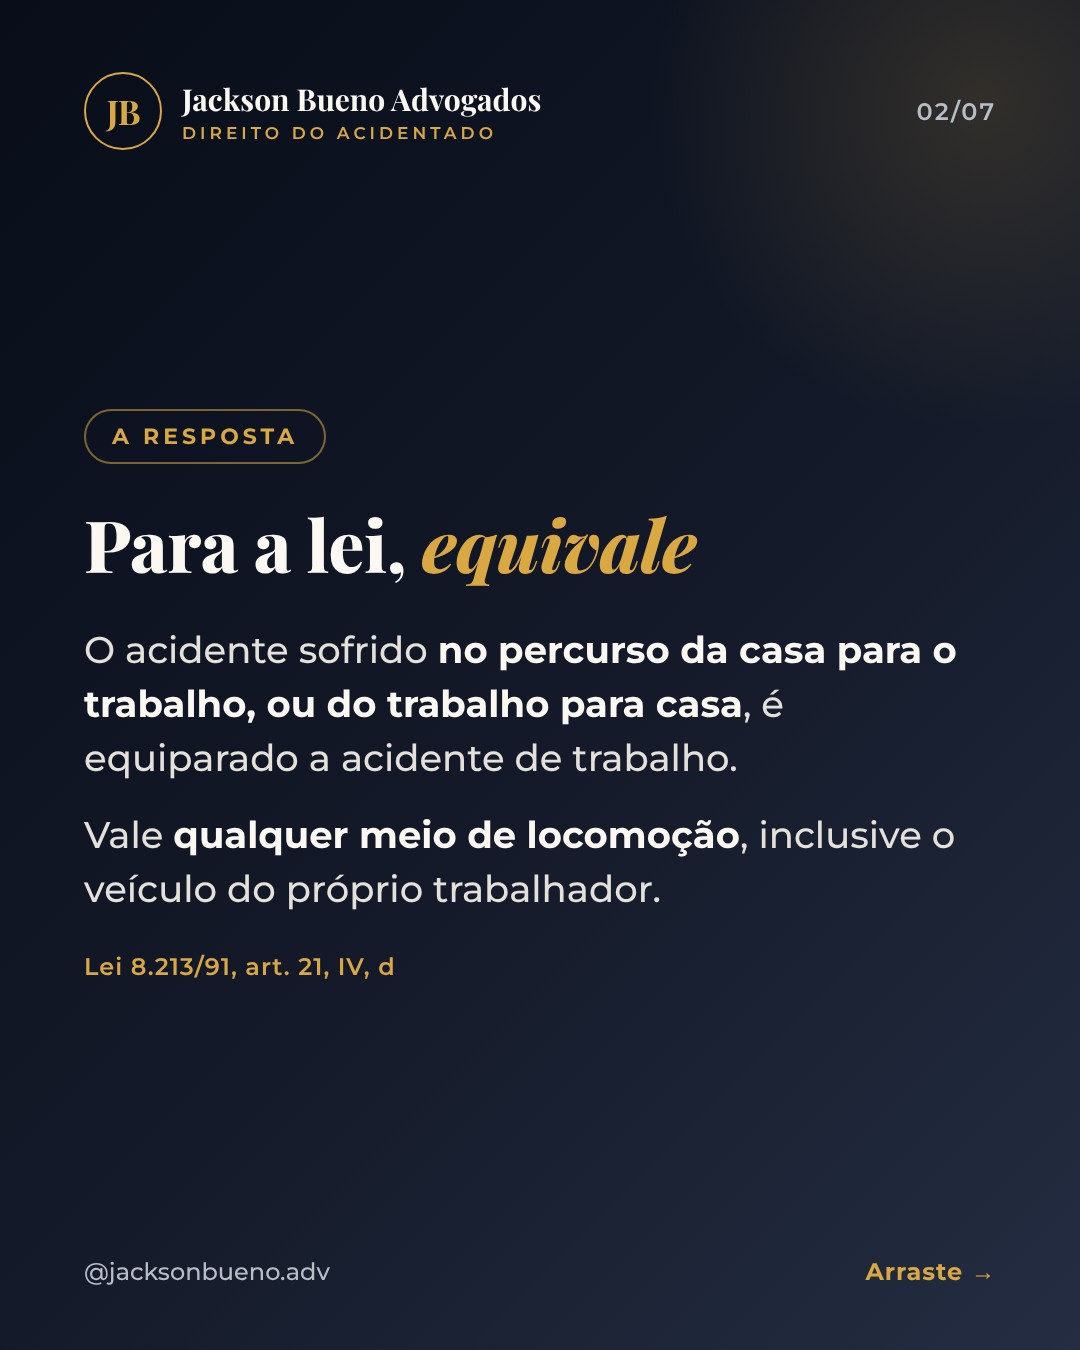 JB
Jackson Bueno Advogados
DIREITO DO ACIDENTADO
02/07
A RESPOSTA
Para a lei, equivale
O acidente sofrido no percurso da casa para o
trabalho, ou do trabalho para casa, é
equiparado a acidente de trabalho.
Vale qualquer meio de locomoção, inclusive o
veículo do próprio trabalhador.
Lei 8.213/91, art. 21, IV, d
@jacksonbueno.adv
Arraste →